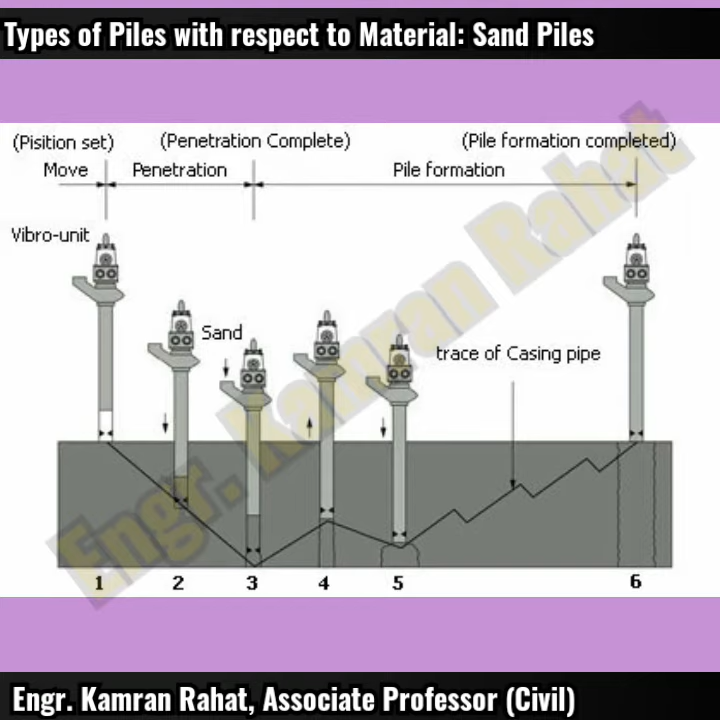 Types of Piles with respect to Material: Sand Piles
(Pisition set)
(Penetration Complete)
(Pile formation completed)
Move
Penetration
Pile formation
Vibro-unit
Sand
trace of Casing pipe
Engr. Kamran Rahat
1
2
3
4
5
6
Engr. Kamran Rahat, Associate Professor (Civil)